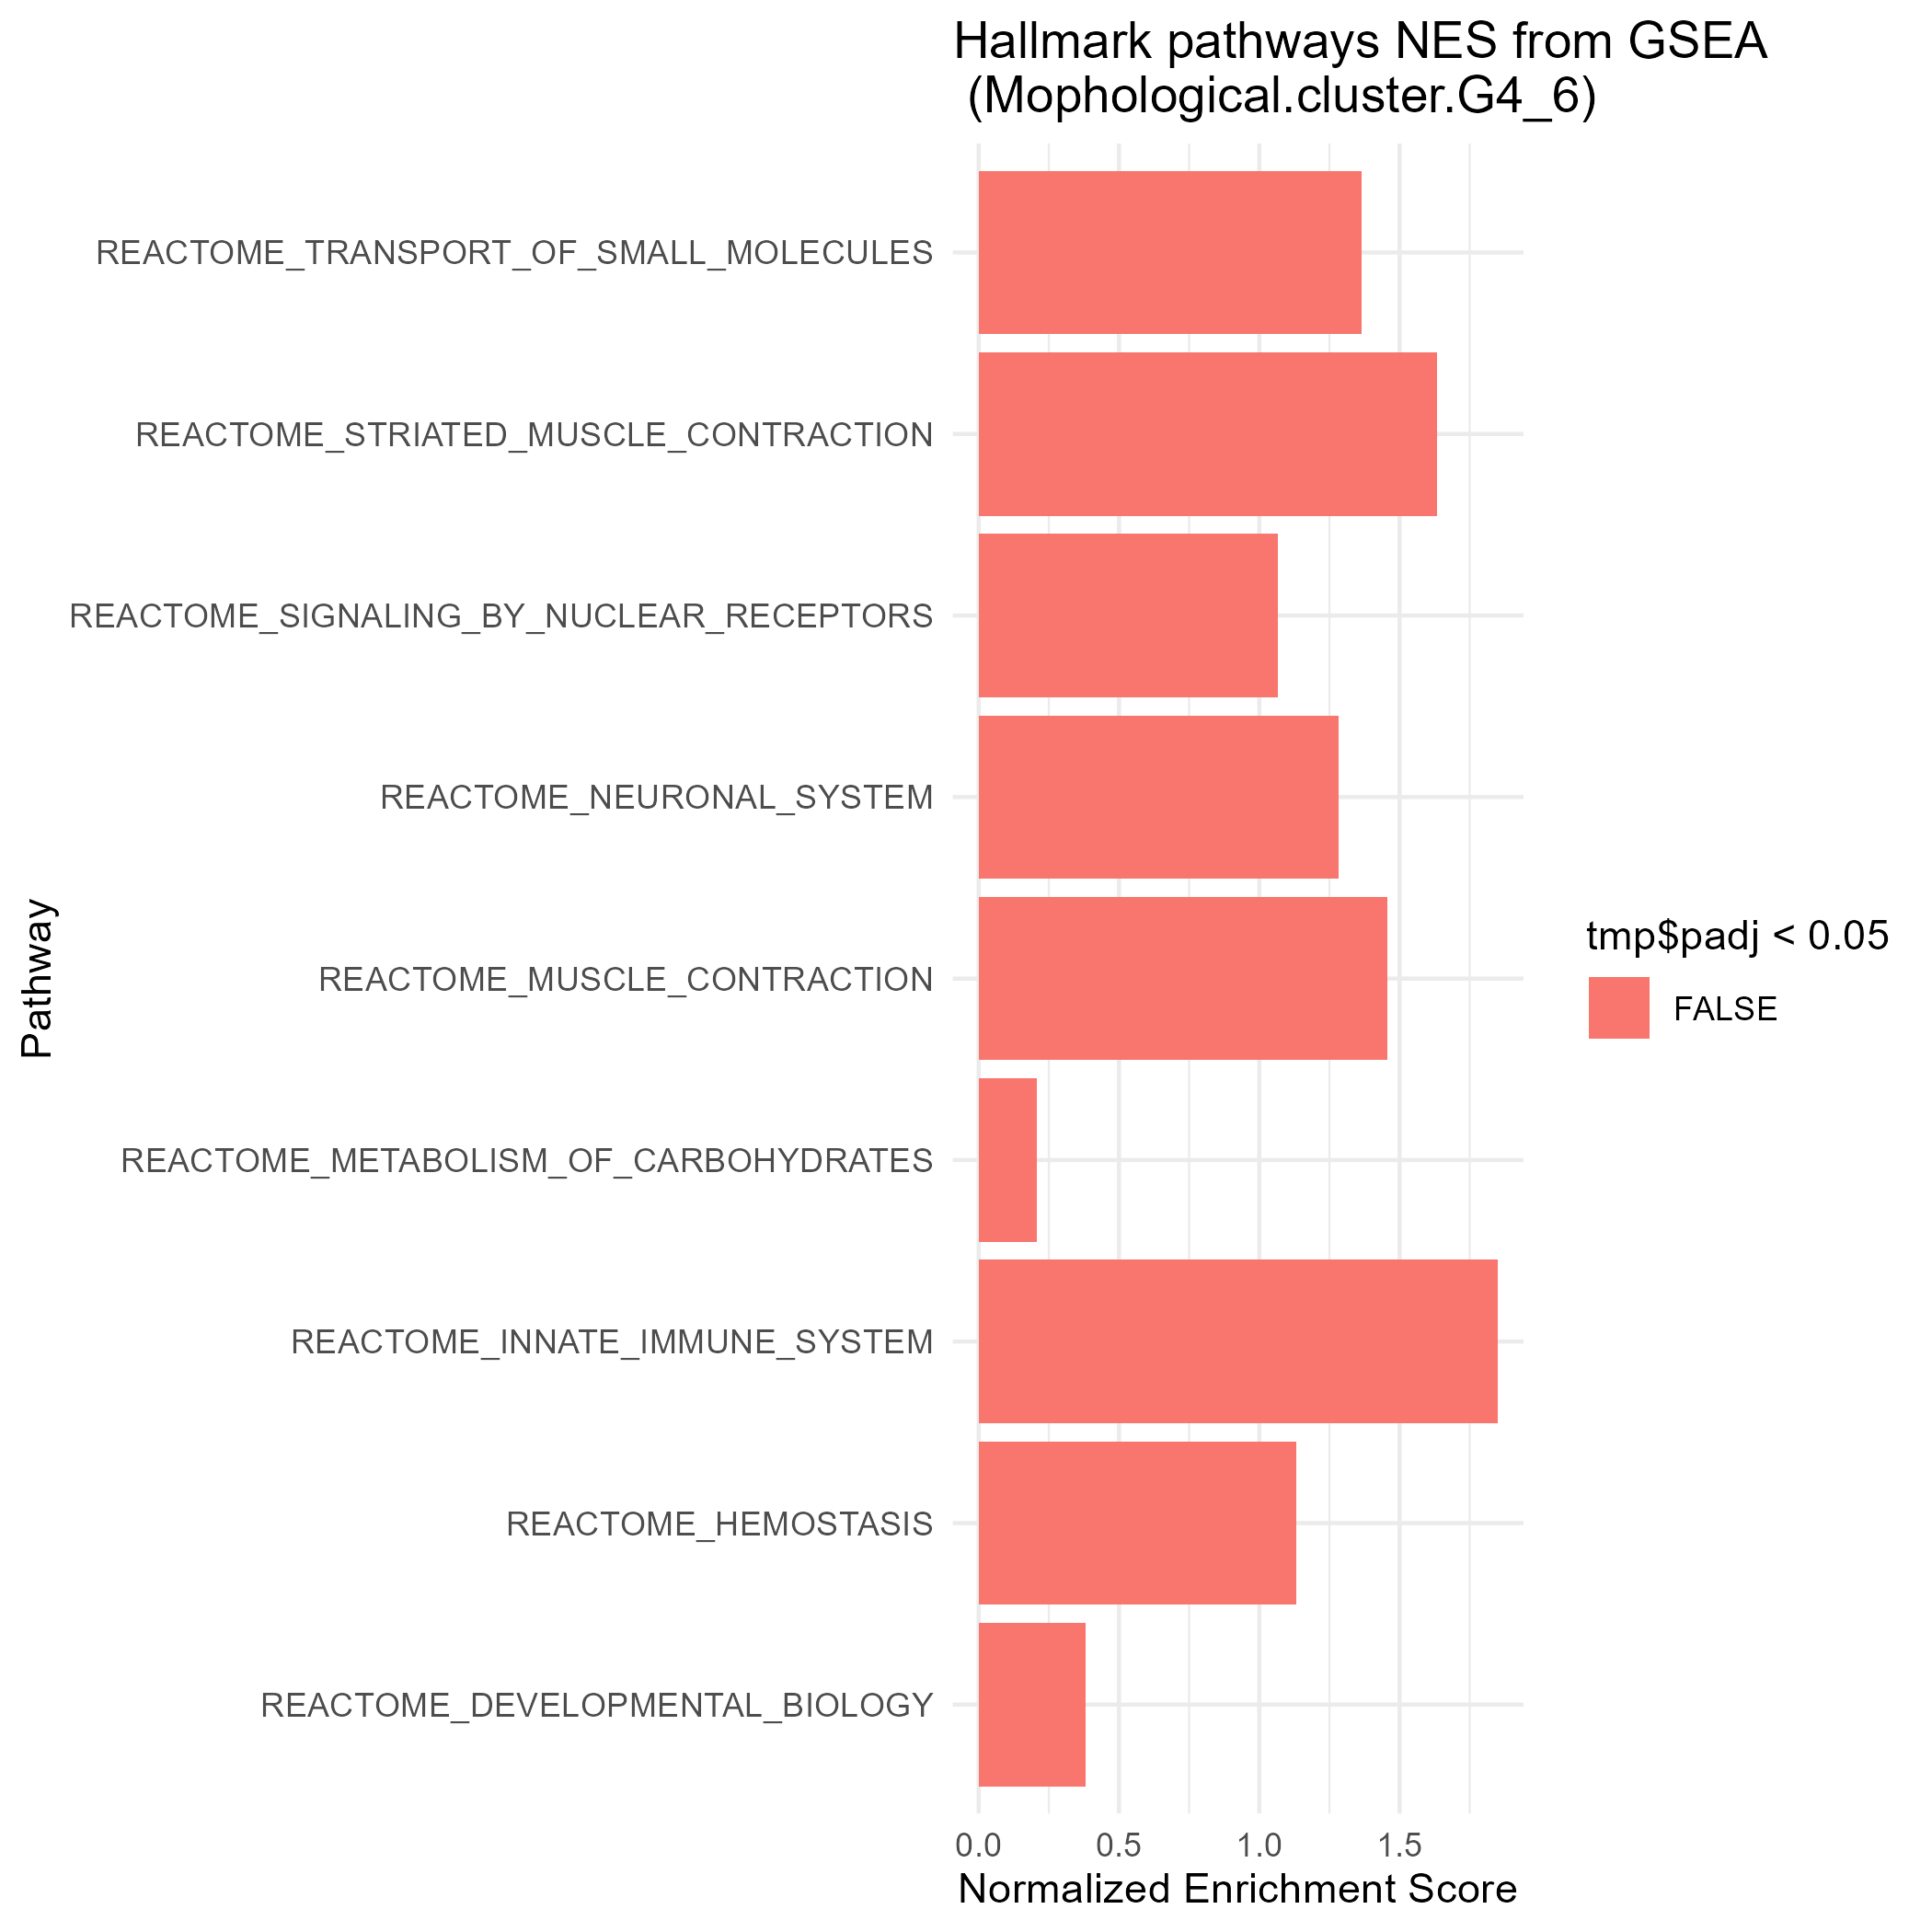 Hallmark pathways NES from GSEA
(Mophological.cluster.G4_6)
REACTOME_TRANSPORT_OF_SMALL_MOLECULES
REACTOME_STRIATED_MUSCLE_CONTRACTION
REACTOME_SIGNALING_BY_NUCLEAR_RECEPTORS
REACTOME_NEURONAL_SYSTEM
REACTOME_MUSCLE_CONTRACTION
REACTOME_METABOLISM_OF_CARBOHYDRATES
REACTOME_INNATE_IMMUNE_SYSTEM
REACTOME_HEMOSTASIS
REACTOME_DEVELOPMENTAL_BIOLOGY
Pathway
0.0 0.5 1.0 1.5
Normalized Enrichment Score
tmp$padj < 0.05
FALSE